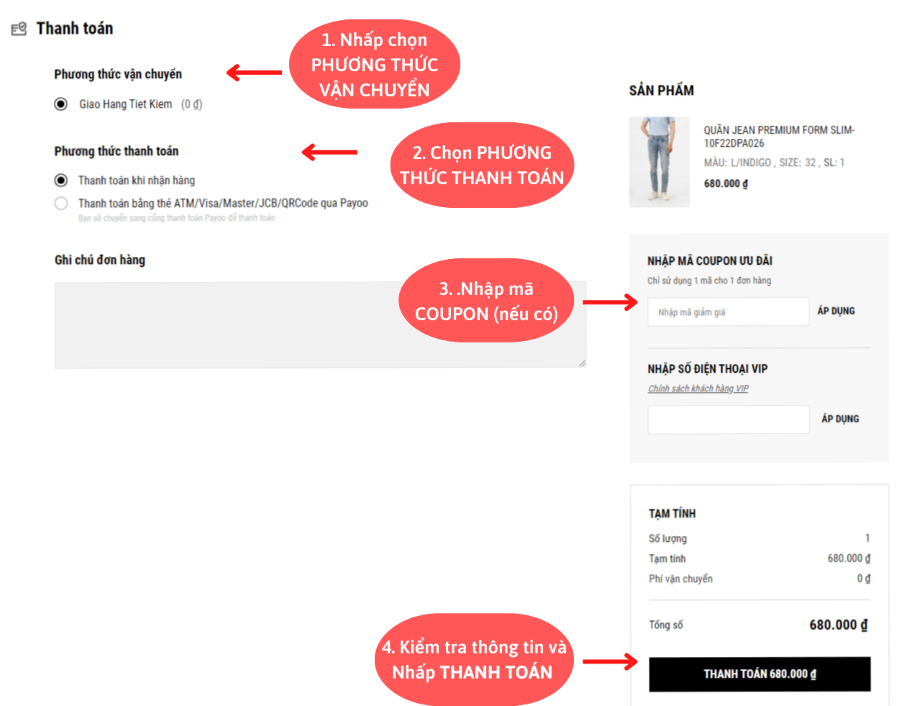 Thanh toán
1. Nhấp chọn
PHƯƠNG THỨC
VẬN CHUYỂN
Phương thức vận chuyển
Giao Hang Tiet Kiem (0 ₫)
2. Chọn PHƯƠNG
THỨC THANH TOÁN
Phương thức thanh toán
Thanh toán khi nhận hàng
Thanh toán bằng thẻ ATM/Visa/Master/JCB/QRCode qua Payoo
Bạn sẽ chuyển sang cổng thanh toán Payoo để thanh toán
Ghi chú đơn hàng
3. .Nhập mã
COUPON (nếu có)
SẢN PHẨM
QUẦN JEAN PREMIUM FORM SLIM-
10F22DPA026
MÀU: L/INDIGO , SIZE: 32 , SL: 1
680.000 ₫
NHẬP MÃ COUPON ƯU ĐÃI
Chỉ sử dụng 1 mã cho 1 đơn hàng
Nhập mã giảm giá ÁP DỤNG
NHẬP SỐ ĐIỆN THOẠI VIP
Chính sách khách hàng VIP
ÁP DỤNG
TẠM TÍNH
Số lượng 1
Tạm tính 680.000 ₫
Phí vận chuyển 0 ₫
Tổng số 680.000 ₫
4. Kiểm tra thông tin và
Nhấp THANH TOÁN
THANH TOÁN 680.000 ₫